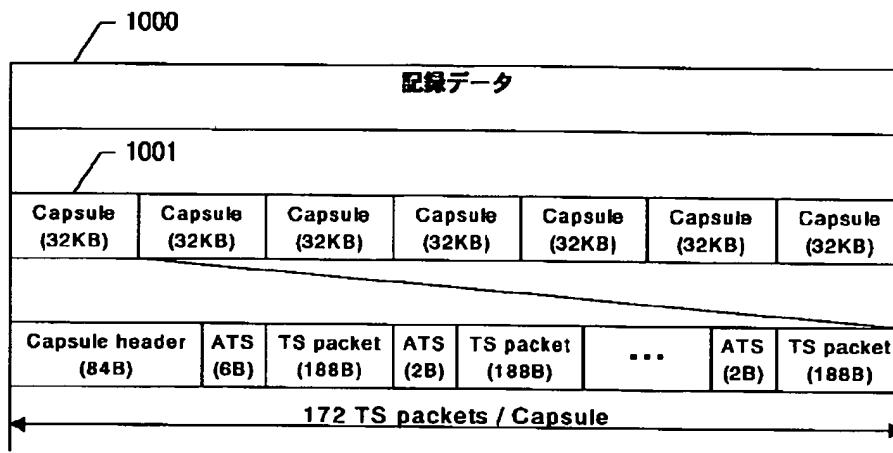 1000
記録データ
1001
Capsule (32KB)
Capsule (32KB)
Capsule (32KB)
Capsule (32KB)
Capsule (32KB)
Capsule (32KB)
Capsule (32KB)
Capsule header (84B)
ATS (6B)
TS packet (188B)
ATS (2B)
TS packet (188B)
...
ATS (2B)
TS packet (188B)
172 TS packets / Capsule